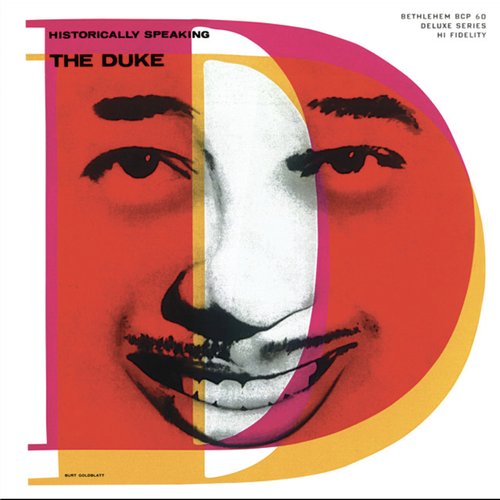 HISTORICALLY SPEAKING
THE DUKE
BETHLEHEM BCP 60
DELUXE SERIES
HI FIDELITY
D
BURT GOLDBLATT